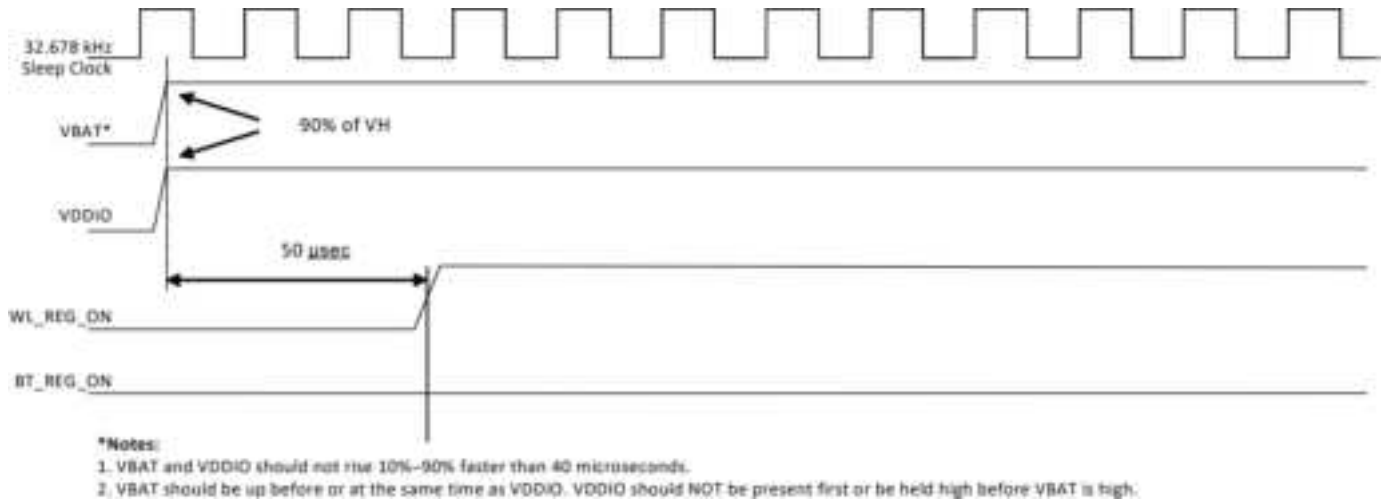 32.678 kHz
Sleep Clock
90% of VH
VBAT*
VDDIO
50 µsec
WL_REG_ON
BT_REG_ON
*Notes:
1. VBAT and VDDIO should not rise 10%–90% faster than 40 microseconds.
2. VBAT should be up before or at the same time as VDDIO. VDDIO should NOT be present first or be held high before VBAT is high.